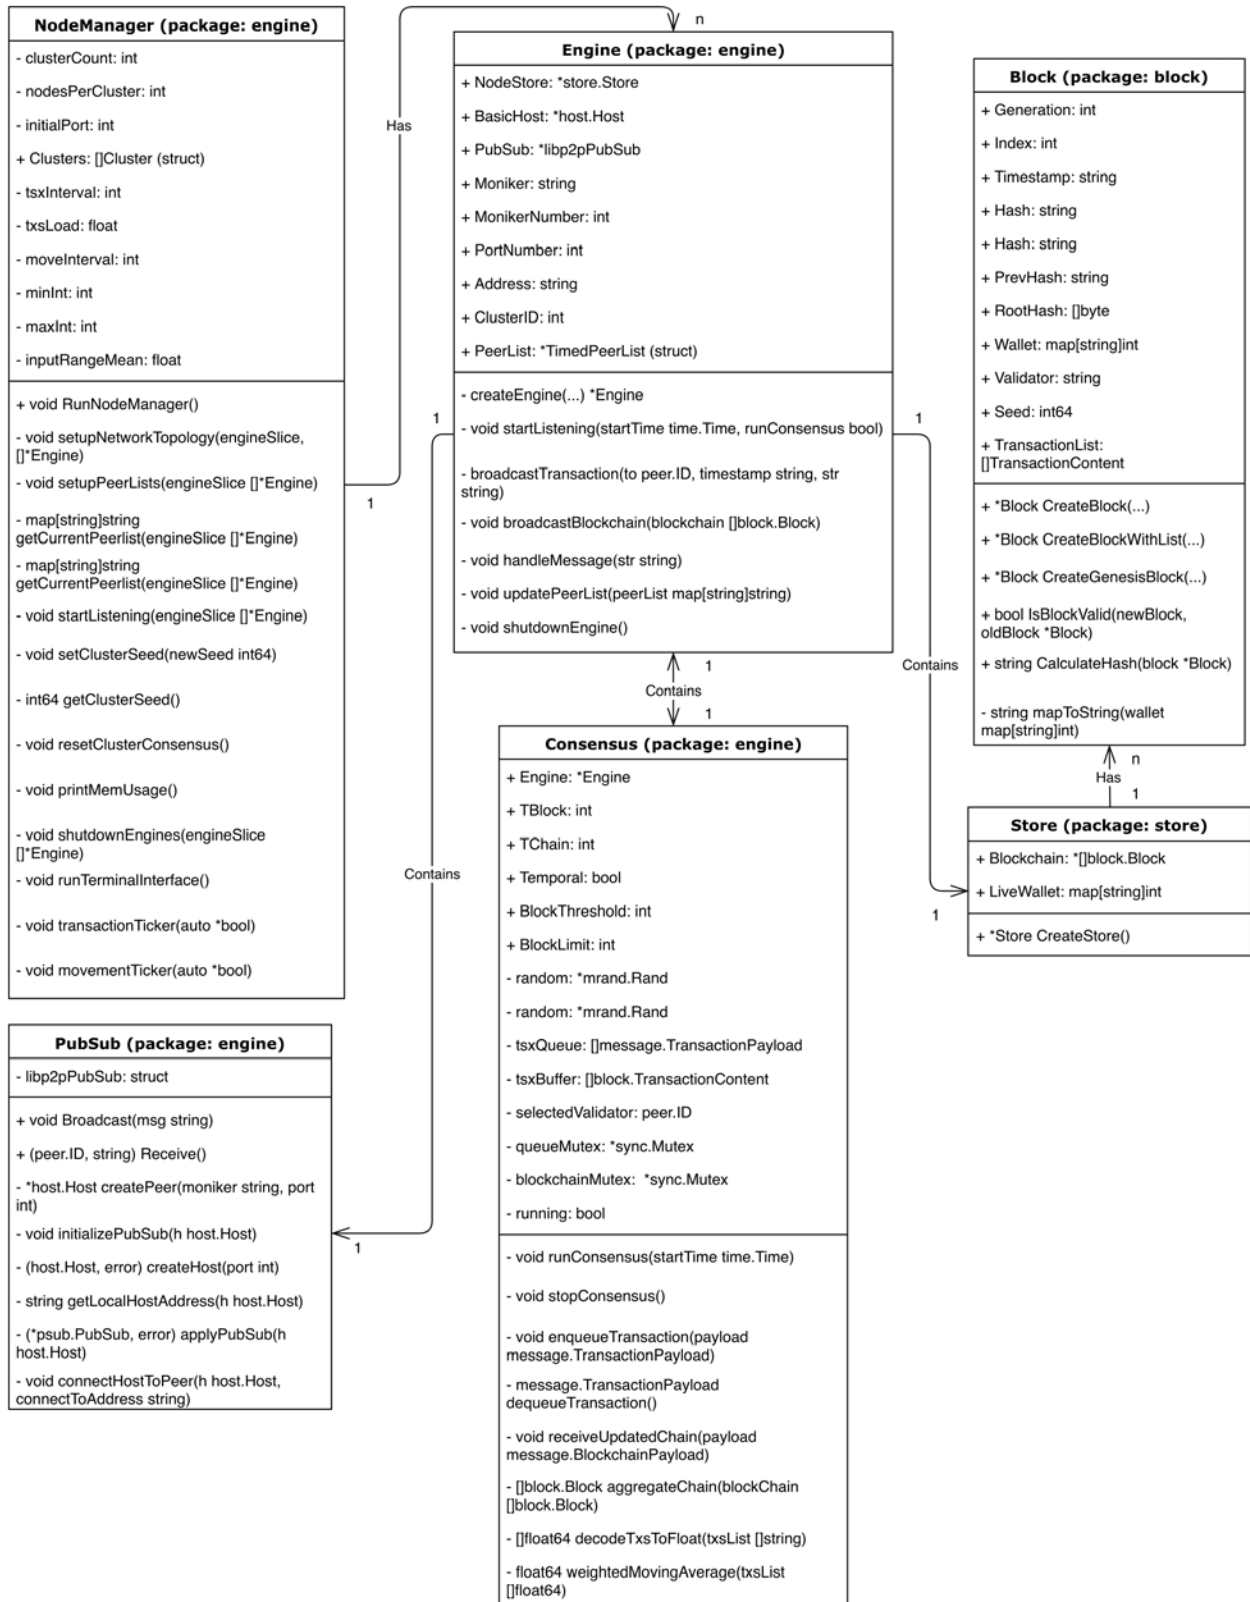 NodeManager (package: engine)
- clusterCount: int
- nodesPerCluster: int
- initialPort: int
+ Clusters: []Cluster (struct)
- tsxInterval: int
- txsLoad: float
- moveInterval: int
- minInt: int
- maxInt: int
- inputRangeMean: float
+ void RunNodeManager()
- void setupNetworkTopology(engineSlice,
[]*Engine)
- void setupPeerLists(engineSlice []*Engine)
- map[string]string
getCurrentPeerlist(engineSlice []*Engine)
- map[string]string
getCurrentPeerlist(engineSlice []*Engine)
- void startListening(engineSlice []*Engine)
- void setClusterSeed(newSeed int64)
- int64 getClusterSeed()
- void resetClusterConsensus()
- void printMemUsage()
- void shutdownEngines(engineSlice
[]*Engine)
- void runTerminalInterface()
- void transactionTicker(auto *bool)
- void movementTicker(auto *bool)
1
Has
n
Engine (package: engine)
+ NodeStore: *store.Store
+ BasicHost: *host.Host
+ PubSub: *libp2pPubSub
+ Moniker: string
+ MonikerNumber: int
+ PortNumber: int
+ Address: string
+ ClusterID: int
+ PeerList: *TimedPeerList (struct)
- createEngine(...) *Engine
- void startListening(startTime time.Time, runConsensus bool)
- broadcastTransaction(to peer.ID, timestamp string, str
string)
- void broadcastBlockchain(blockchain []block.Block)
- void handleMessage(str string)
- void updatePeerList(peerList map[string]string)
- void shutdownEngine()
1
Contains
1
1
Contains
1
1
Contains
1
Block (package: block)
+ Generation: int
+ Index: int
+ Timestamp: string
+ Hash: string
+ Hash: string
+ PrevHash: string
+ RootHash: []byte
+ Wallet: map[string]int
+ Validator: string
+ Seed: int64
+ TransactionList:
[]TransactionContent
+ *Block CreateBlock(...)
+ *Block CreateBlockWithList(...)
+ *Block CreateGenesisBlock(...)
+ bool IsBlockValid(newBlock,
oldBlock *Block)
+ string CalculateHash(block *Block)
- string mapToString(wallet
map[string]int)
n
Has
1
Store (package: store)
+ Blockchain: *[]block.Block
+ LiveWallet: map[string]int
+ *Store CreateStore()
PubSub (package: engine)
- libp2pPubSub: struct
+ void Broadcast(msg string)
+ (peer.ID, string) Receive()
- *host.Host createPeer(moniker string, port
int)
- void initializePubSub(h host.Host)
- (host.Host, error) createHost(port int)
- string getLocalHostAddress(h host.Host)
- (*psub.PubSub, error) applyPubSub(h
host.Host)
- void connectHostToPeer(h host.Host,
connectToAddress string)
Consensus (package: engine)
+ Engine: *Engine
+ TBlock: int
+ TChain: int
+ Temporal: bool
+ BlockThreshold: int
+ BlockLimit: int
- random: *mrand.Rand
- random: *mrand.Rand
- tsxQueue: []message.TransactionPayload
- tsxBuffer: []block.TransactionContent
- selectedValidator: peer.ID
- queueMutex: *sync.Mutex
- blockchainMutex: *sync.Mutex
- running: bool
- void runConsensus(startTime time.Time)
- void stopConsensus()
- void enqueueTransaction(payload
message.TransactionPayload)
- message.TransactionPayload
dequeueTransaction()
- void receiveUpdatedChain(payload
message.BlockchainPayload)
- []block.Block aggregateChain(blockChain
[]block.Block)
- []float64 decodeTxsToFloat(txsList []string)
- float64 weightedMovingAverage(txsList
[]float64)